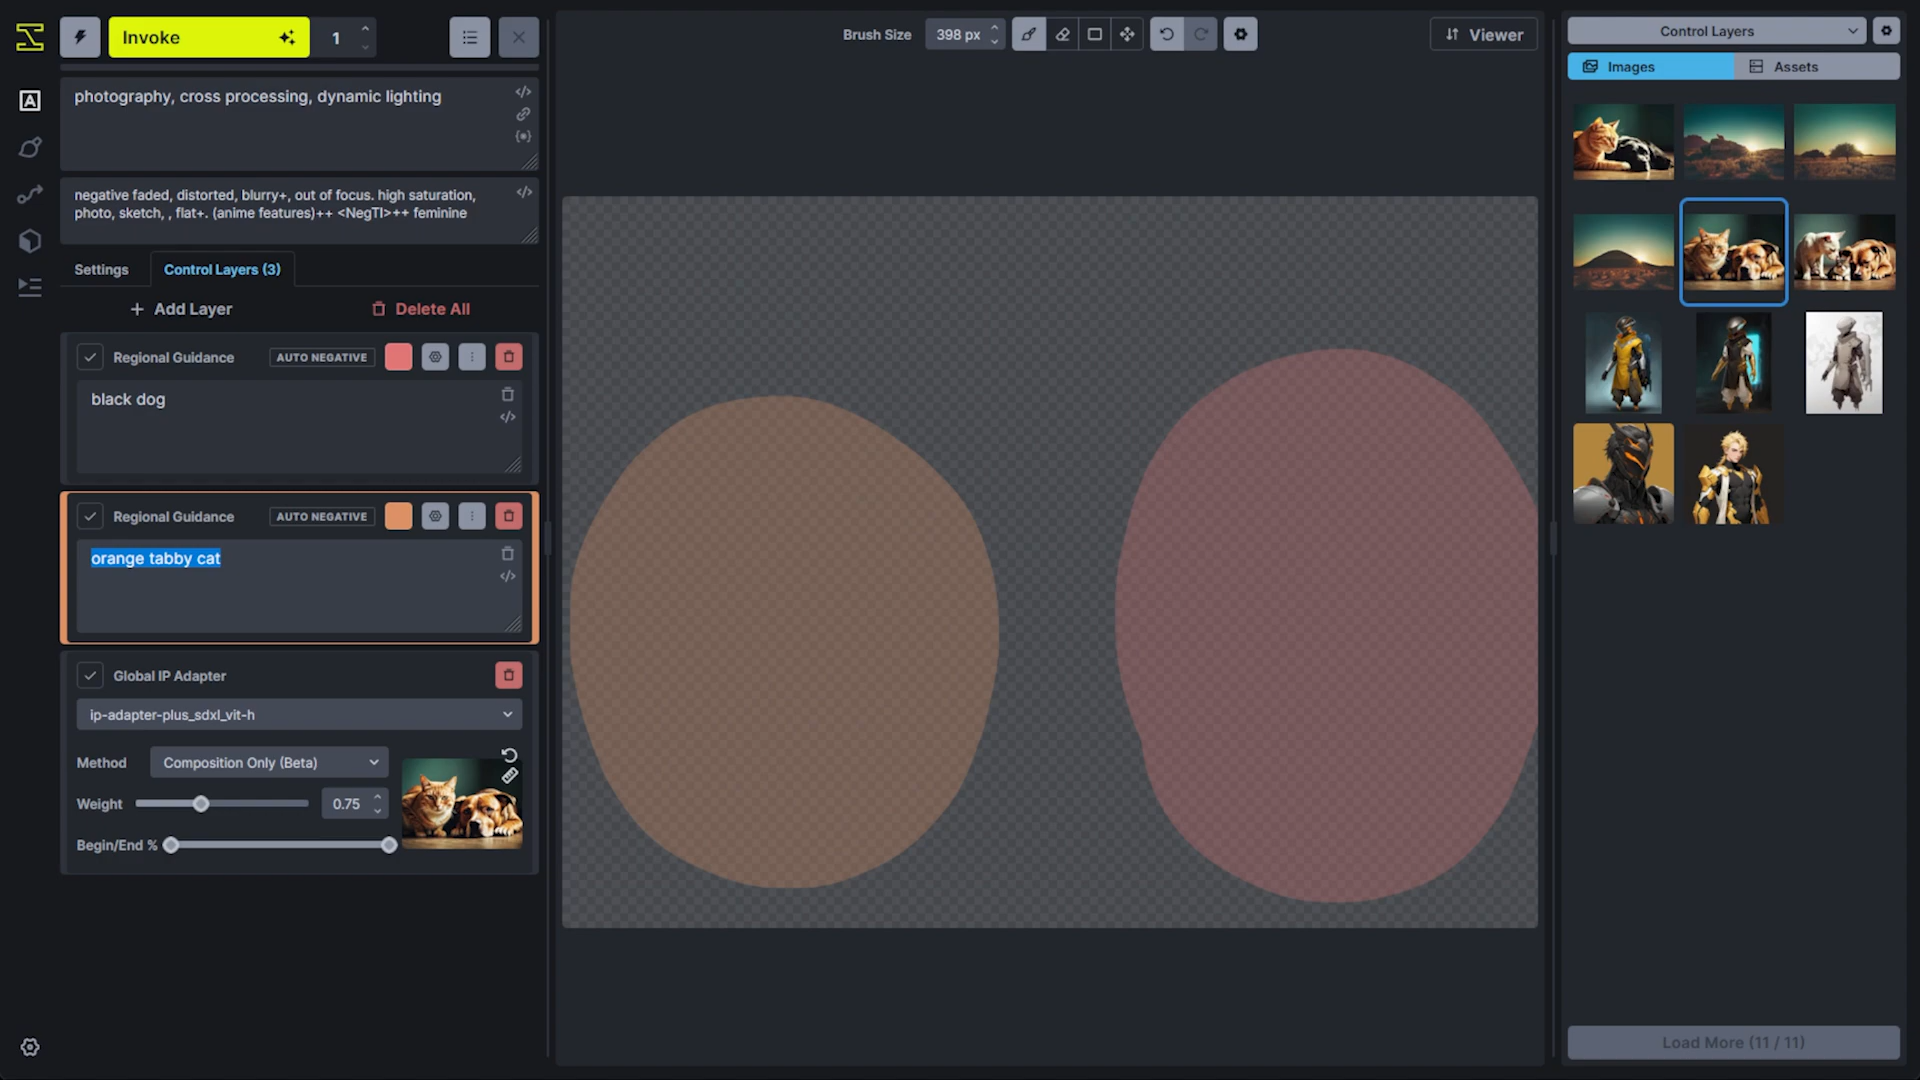 Invoke
1
Brush Size
398 px
Viewer
Control Layers
Images
Assets
photography, cross processing, dynamic lighting
negative faded, distorted, blurry+, out of focus. high saturation,
photo, sketch, , flat+. (anime features)++ <NegTI>++ feminine
Settings
Control Layers (3)
+ Add Layer
Delete All
Regional Guidance
AUTO NEGATIVE
black dog
Regional Guidance
AUTO NEGATIVE
orange tabby cat
Global IP Adapter
ip-adapter-plus_sdxl_vit-h
Method
Composition Only (Beta)
Weight
0.75
Begin/End %
Load More (11 / 11)